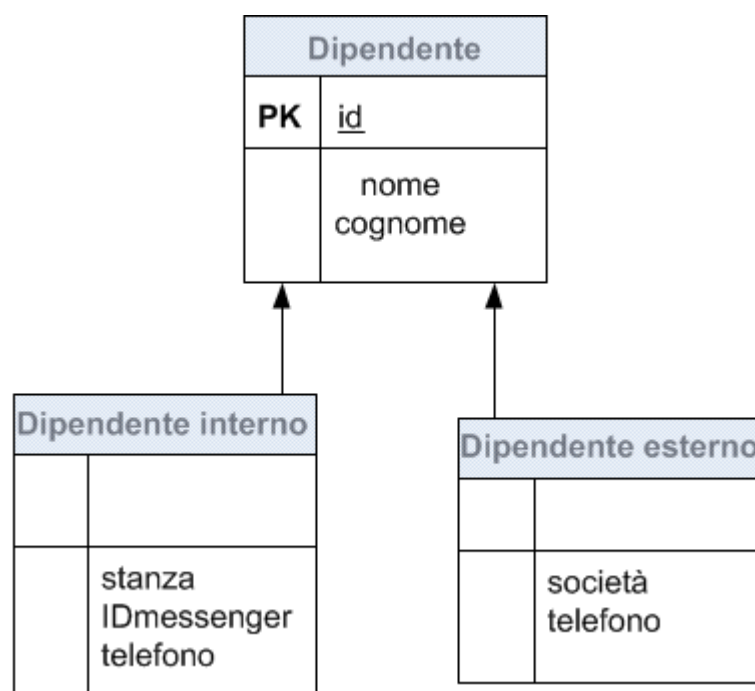 Dipendente
PK id
nome
cognome
Dipendente interno
stanza
IDmessenger
telefono
Dipendente esterno
società
telefono